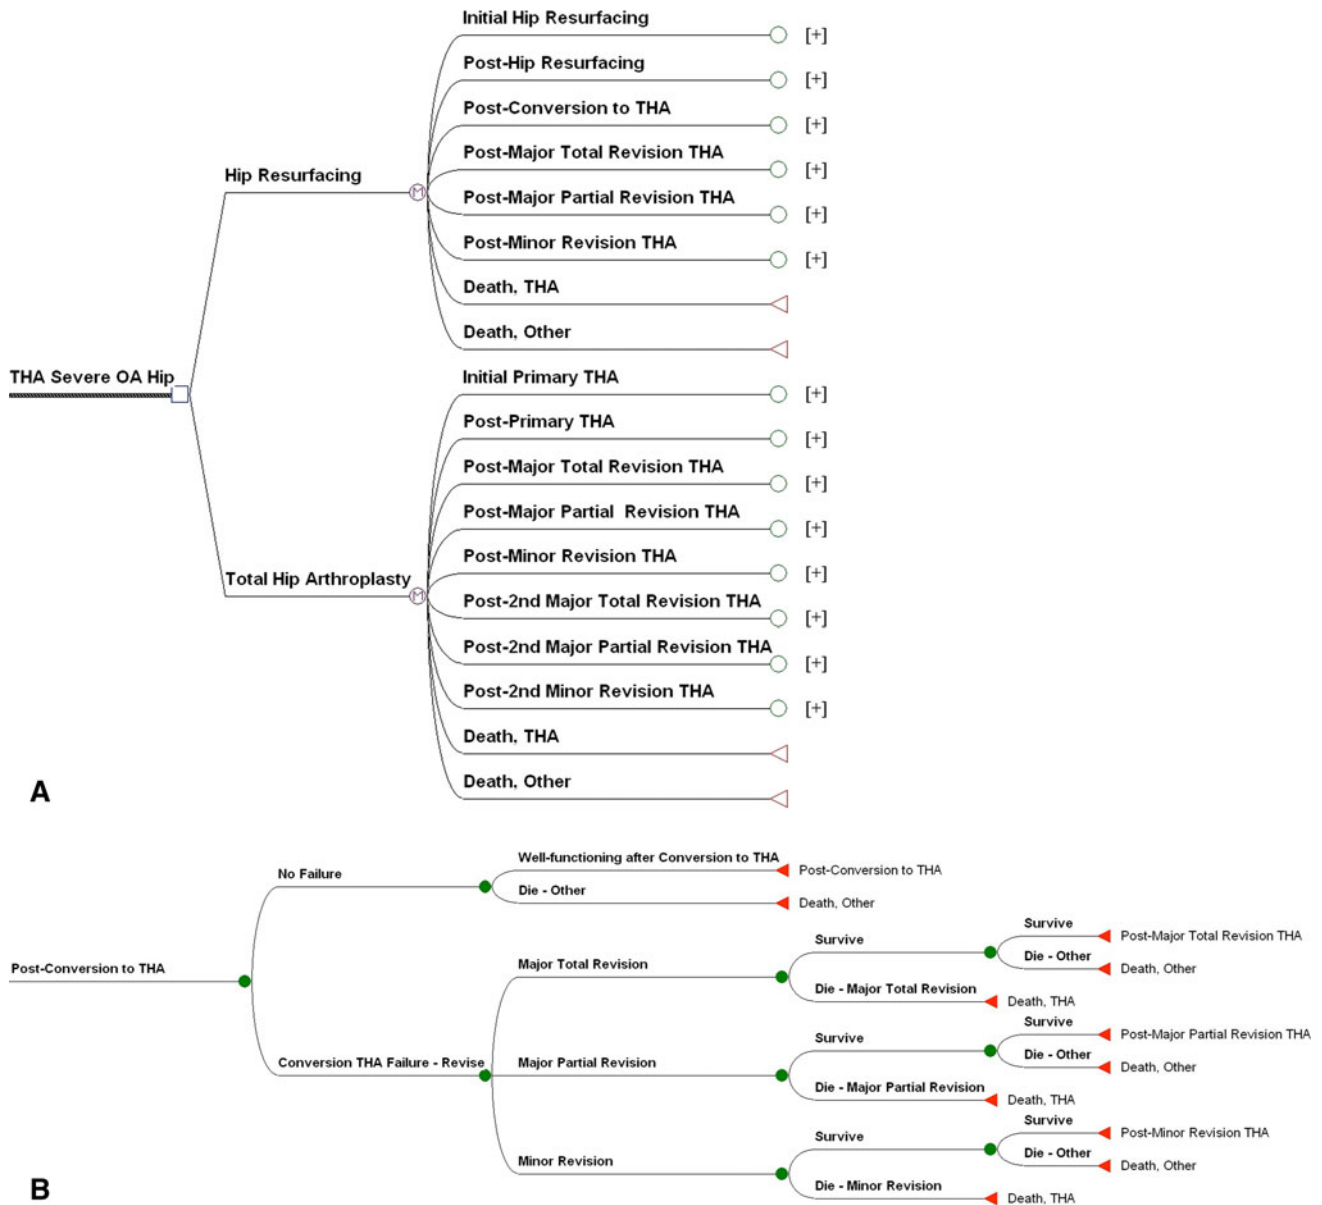 Initial Hip Resurfacing
[+]
Post-Hip Resurfacing
[+]
Post-Conversion to THA
[+]
Post-Major Total Revision THA
[+]
Hip Resurfacing
M
Post-Major Partial Revision THA
[+]
Post-Minor Revision THA
[+]
Death, THA
Death, Other
THA Severe OA Hip
Initial Primary THA
[+]
Post-Primary THA
[+]
Post-Major Total Revision THA
[+]
Post-Major Partial Revision THA
[+]
Post-Minor Revision THA
[+]
Total Hip Arthroplasty
M
Post-2nd Major Total Revision THA
[+]
Post-2nd Major Partial Revision THA
[+]
Post-2nd Minor Revision THA
[+]
Death, THA
Death, Other
A
Post-Conversion to THA
No Failure
Well-functioning after Conversion to THA
Post-Conversion to THA
Die - Other
Death, Other
Conversion THA Failure - Revise
Major Total Revision
Survive
Survive
Post-Major Total Revision THA
Die - Other
Death, Other
Die - Major Total Revision
Death, THA
Major Partial Revision
Survive
Survive
Post-Major Partial Revision THA
Die - Other
Death, Other
Die - Major Partial Revision
Death, THA
Minor Revision
Survive
Survive
Post-Minor Revision THA
Die - Other
Death, Other
Die - Minor Revision
Death, THA
B